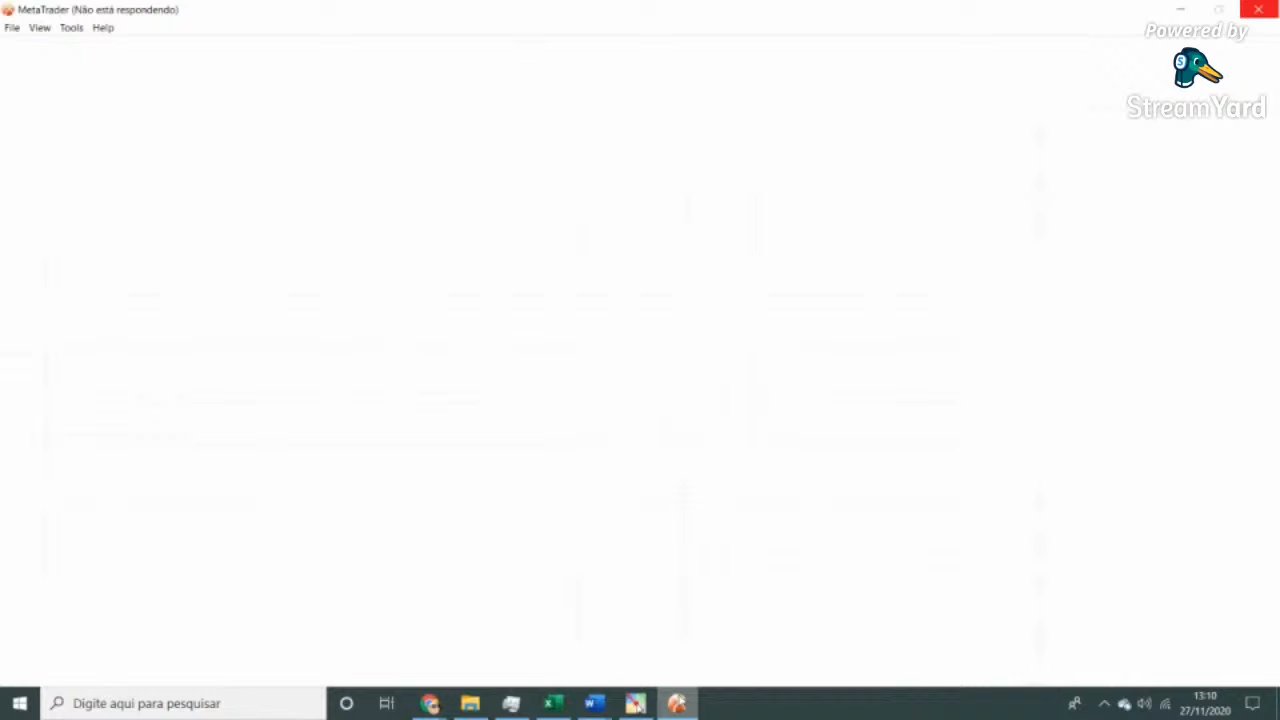 MetaTrader (Não está respondendo)
File View Tools Help
Powered by
StreamYard
Digite aqui para pesquisar
13:10
27/11/2020